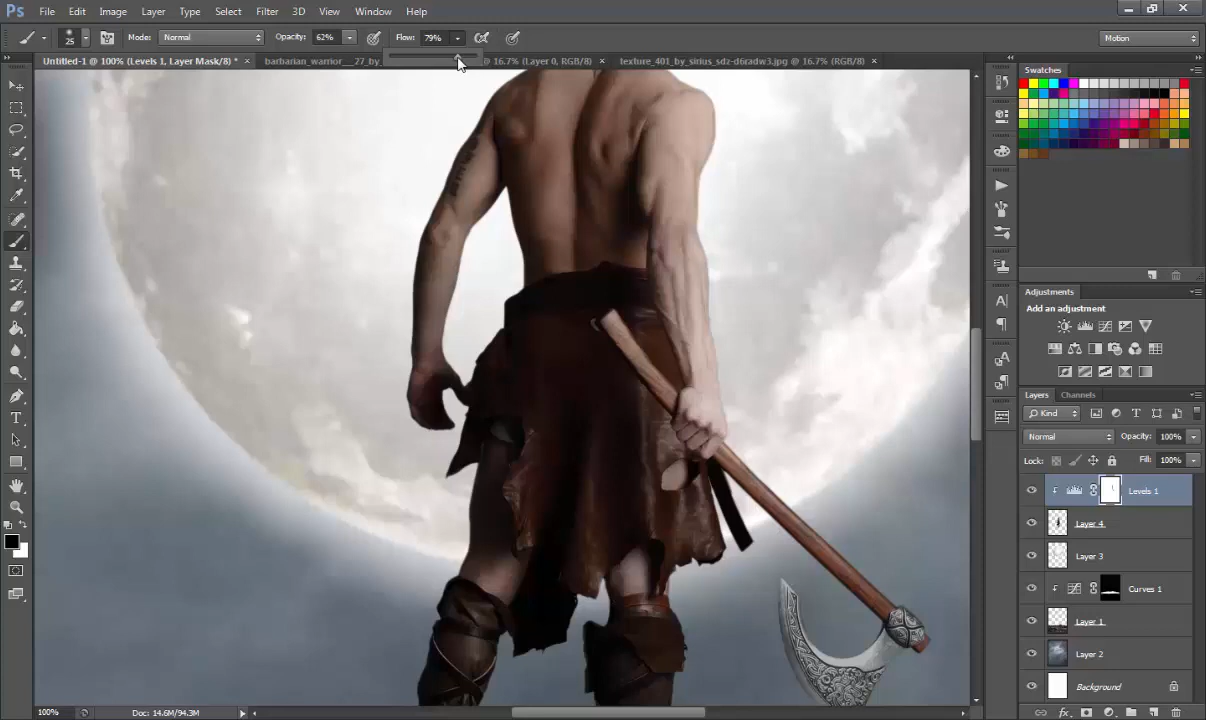 Ps File Edit Image Layer Type Select Filter 3D View Window Help
25 Mode: Normal Opacity: 62% Flow: 79% Motion
Untitled-1 @ 100% (Levels 1, Layer Mask/8) * × barbarian_warrior___27_by_ @ 16.7% (Layer 0, RGB/8) × texture_401_by_sirius_sdz-d6radw3.jpg @ 16.7% (RGB/8) ×
Swatches
Adjustments
Add an adjustment
Layers Channels
Kind
Normal Opacity: 100%
Lock: Fill: 100%
Levels 1
Layer 4
Layer 3
Curves 1
Layer 1
Layer 2
Background
100% Doc: 14.6M/94.3M